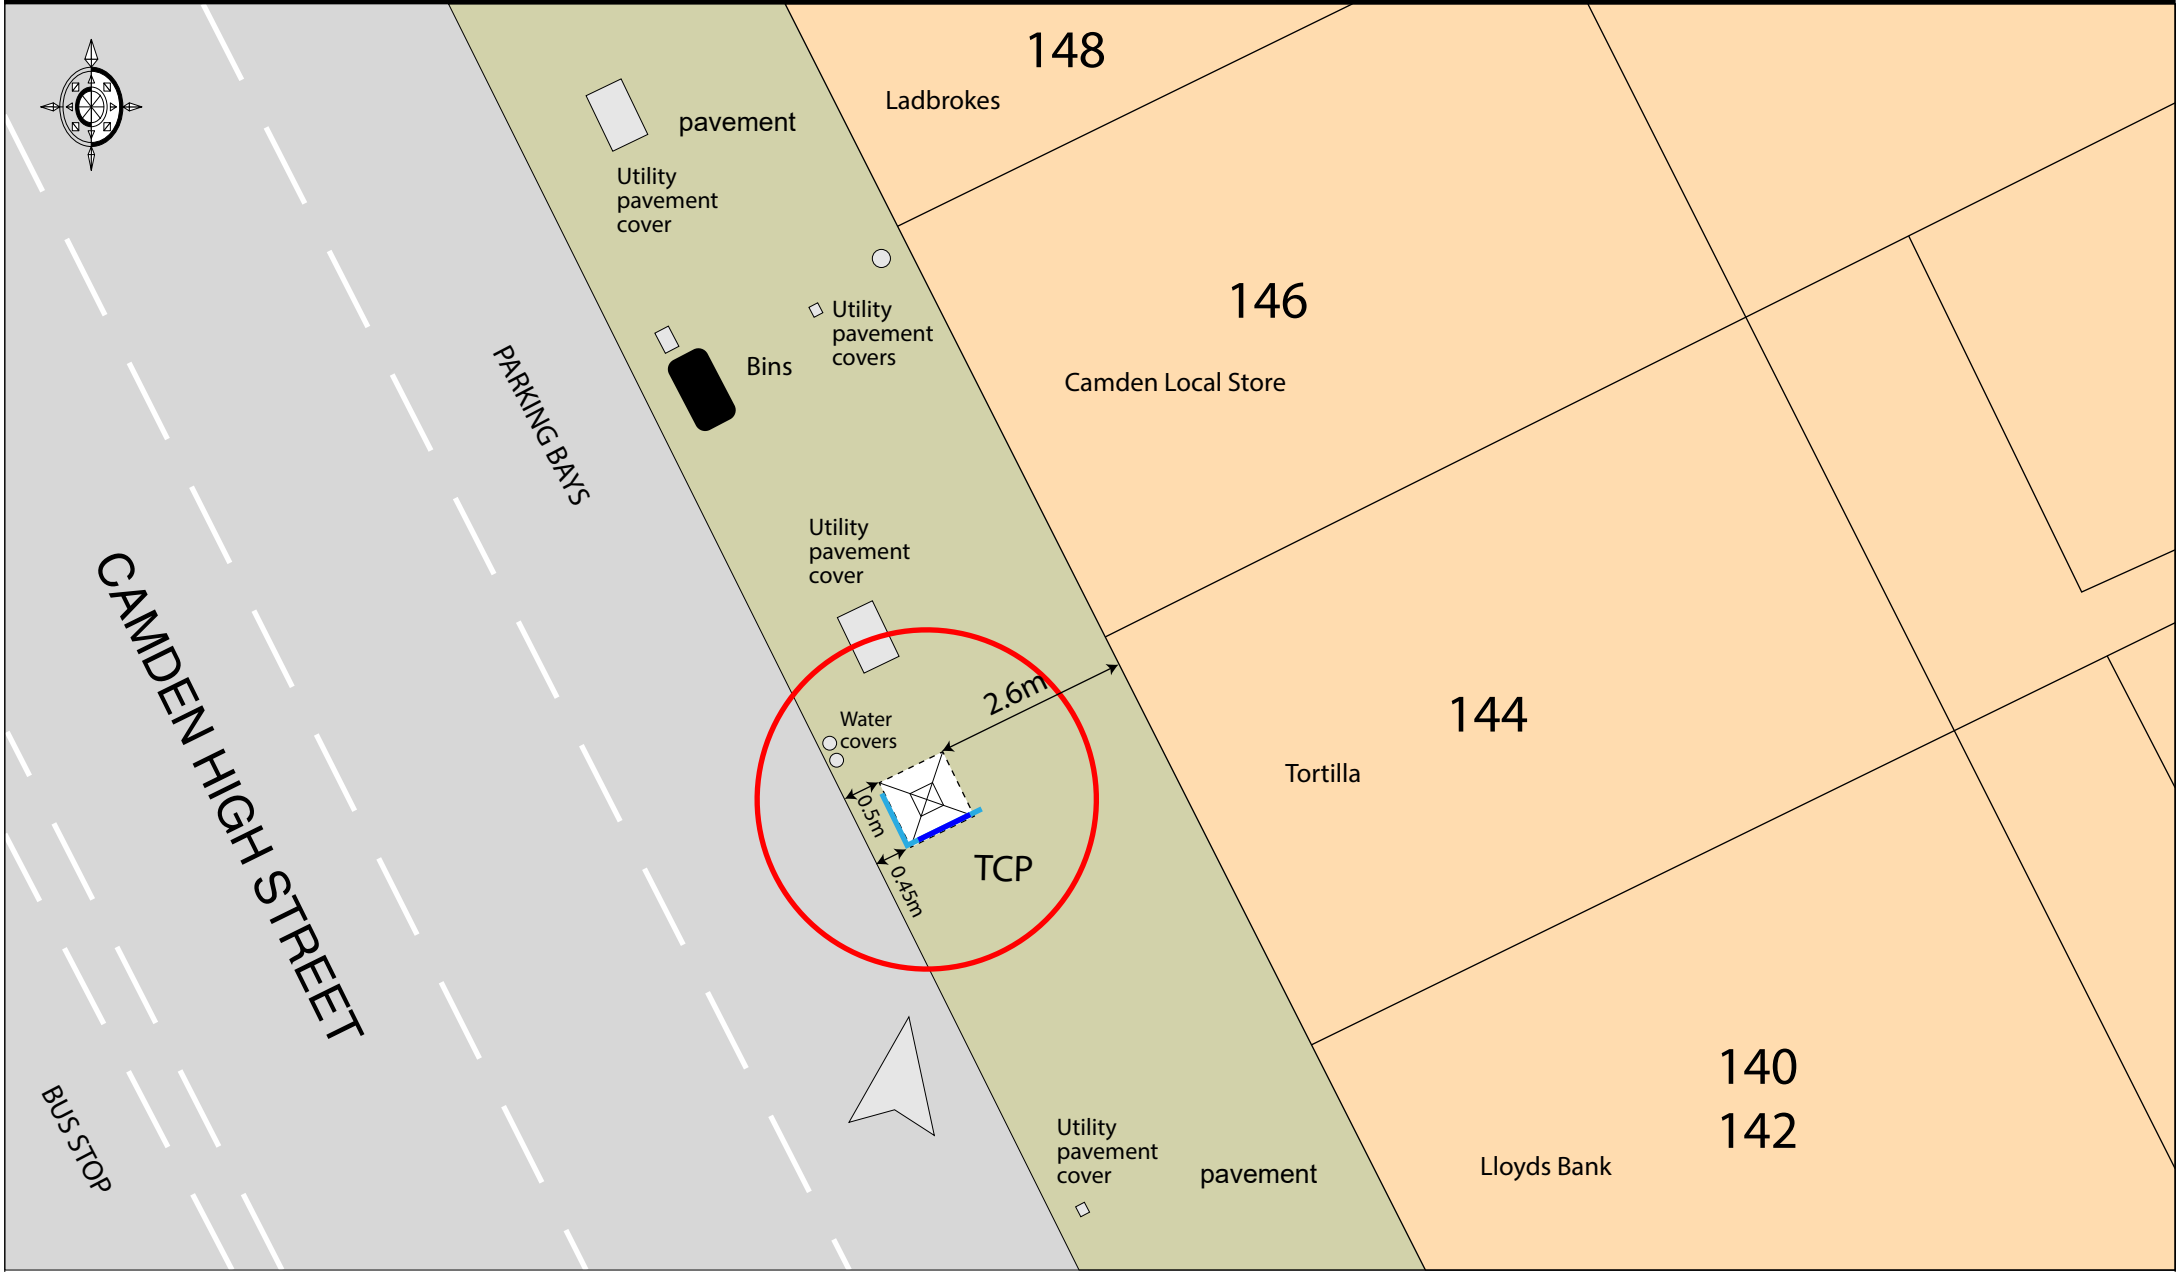 148
Ladbrokes
pavement
Utility
pavement
cover
146
Utility
pavement
covers
Bins
Camden Local Store
PARKING BAYS
Utility
pavement
cover
CAMDEN HIGH STREET
2.6m
144
Water
covers
Tortilla
0.5m
TCP
0.45m
140
142
BUS STOP
Utility
pavement
cover
pavement
Lloyds Bank